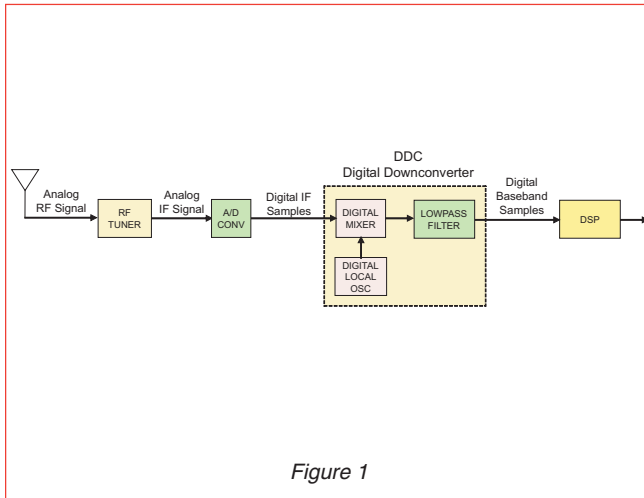 DDC
Digital Downconverter
Analog
RF Signal
RF
TUNER
Analog
IF Signal
A/D
CONV
Digital IF
Samples
DIGITAL
MIXER
DIGITAL
LOCAL
OSC
LOWPASS
FILTER
Digital
Baseband
Samples
DSP
Figure 1